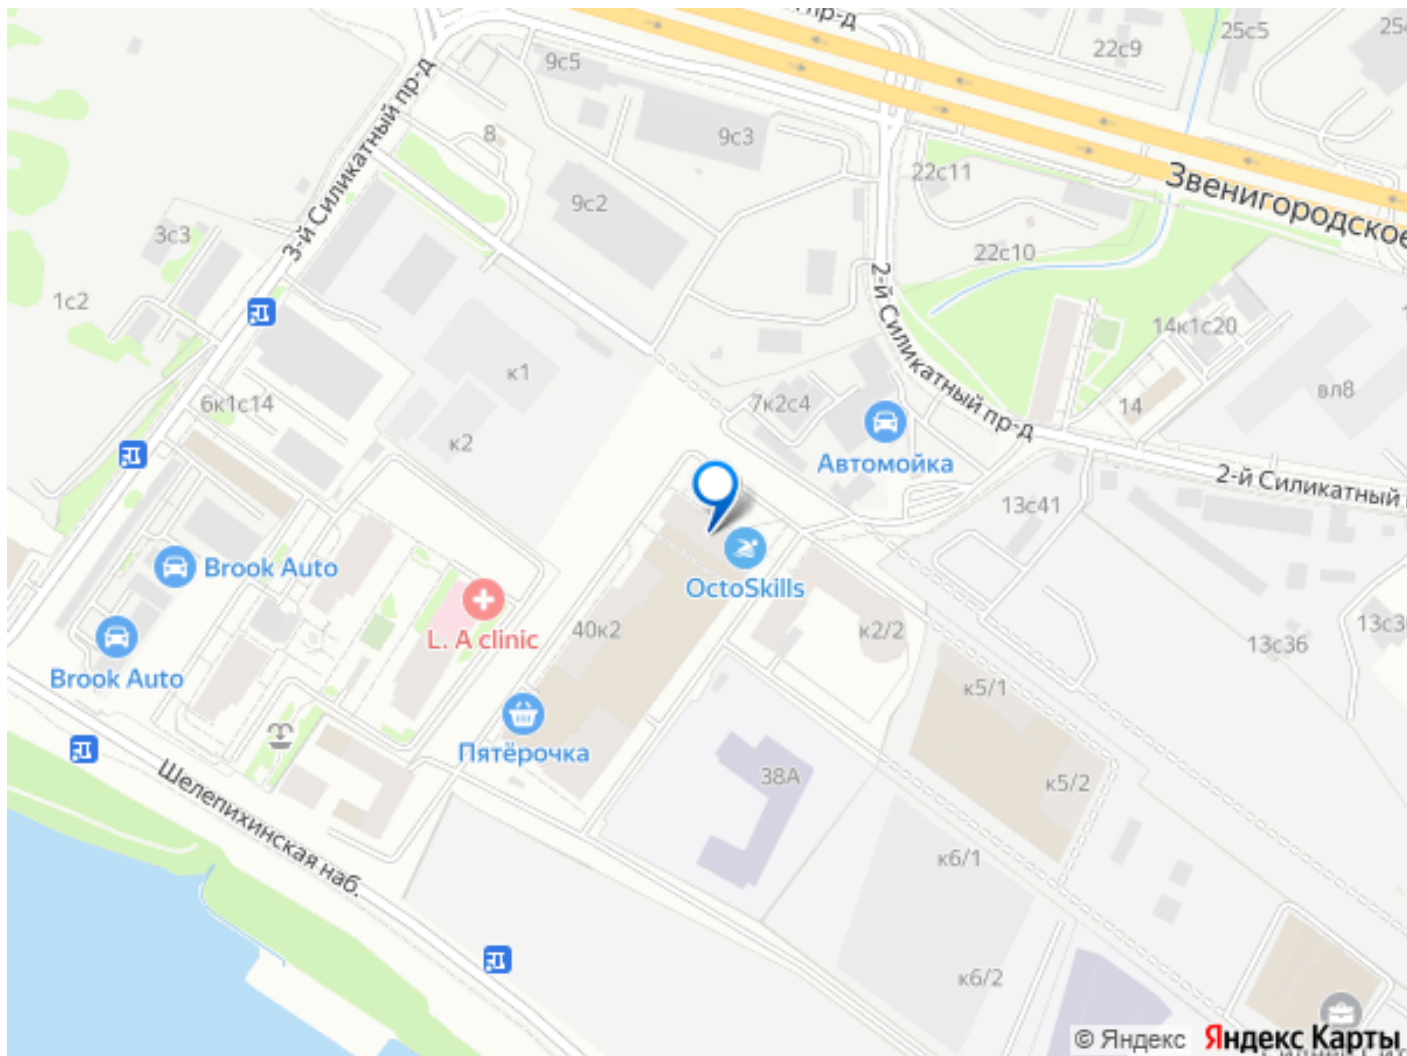 пр-д
25с5
22с9
9с5
3-й Силикатный пр-д
8
9с3
22с11
Звенигородское
9с2
3с3
22с10
1с2
2-й Силикатный пр-д
14к1с20
к1
вл8
6к1с14
7к2с4
14
к2
Автомойка
2-й Силикатный
13с41
Brook Auto
OctoSkills
L. A clinic
40к2
к2/2
13с36
Brook Auto
к5/1
Пятёрочка
38А
к5/2
Шелепихинская наб.
к6/1
к6/2
© Яндекс
Яндекс Карты